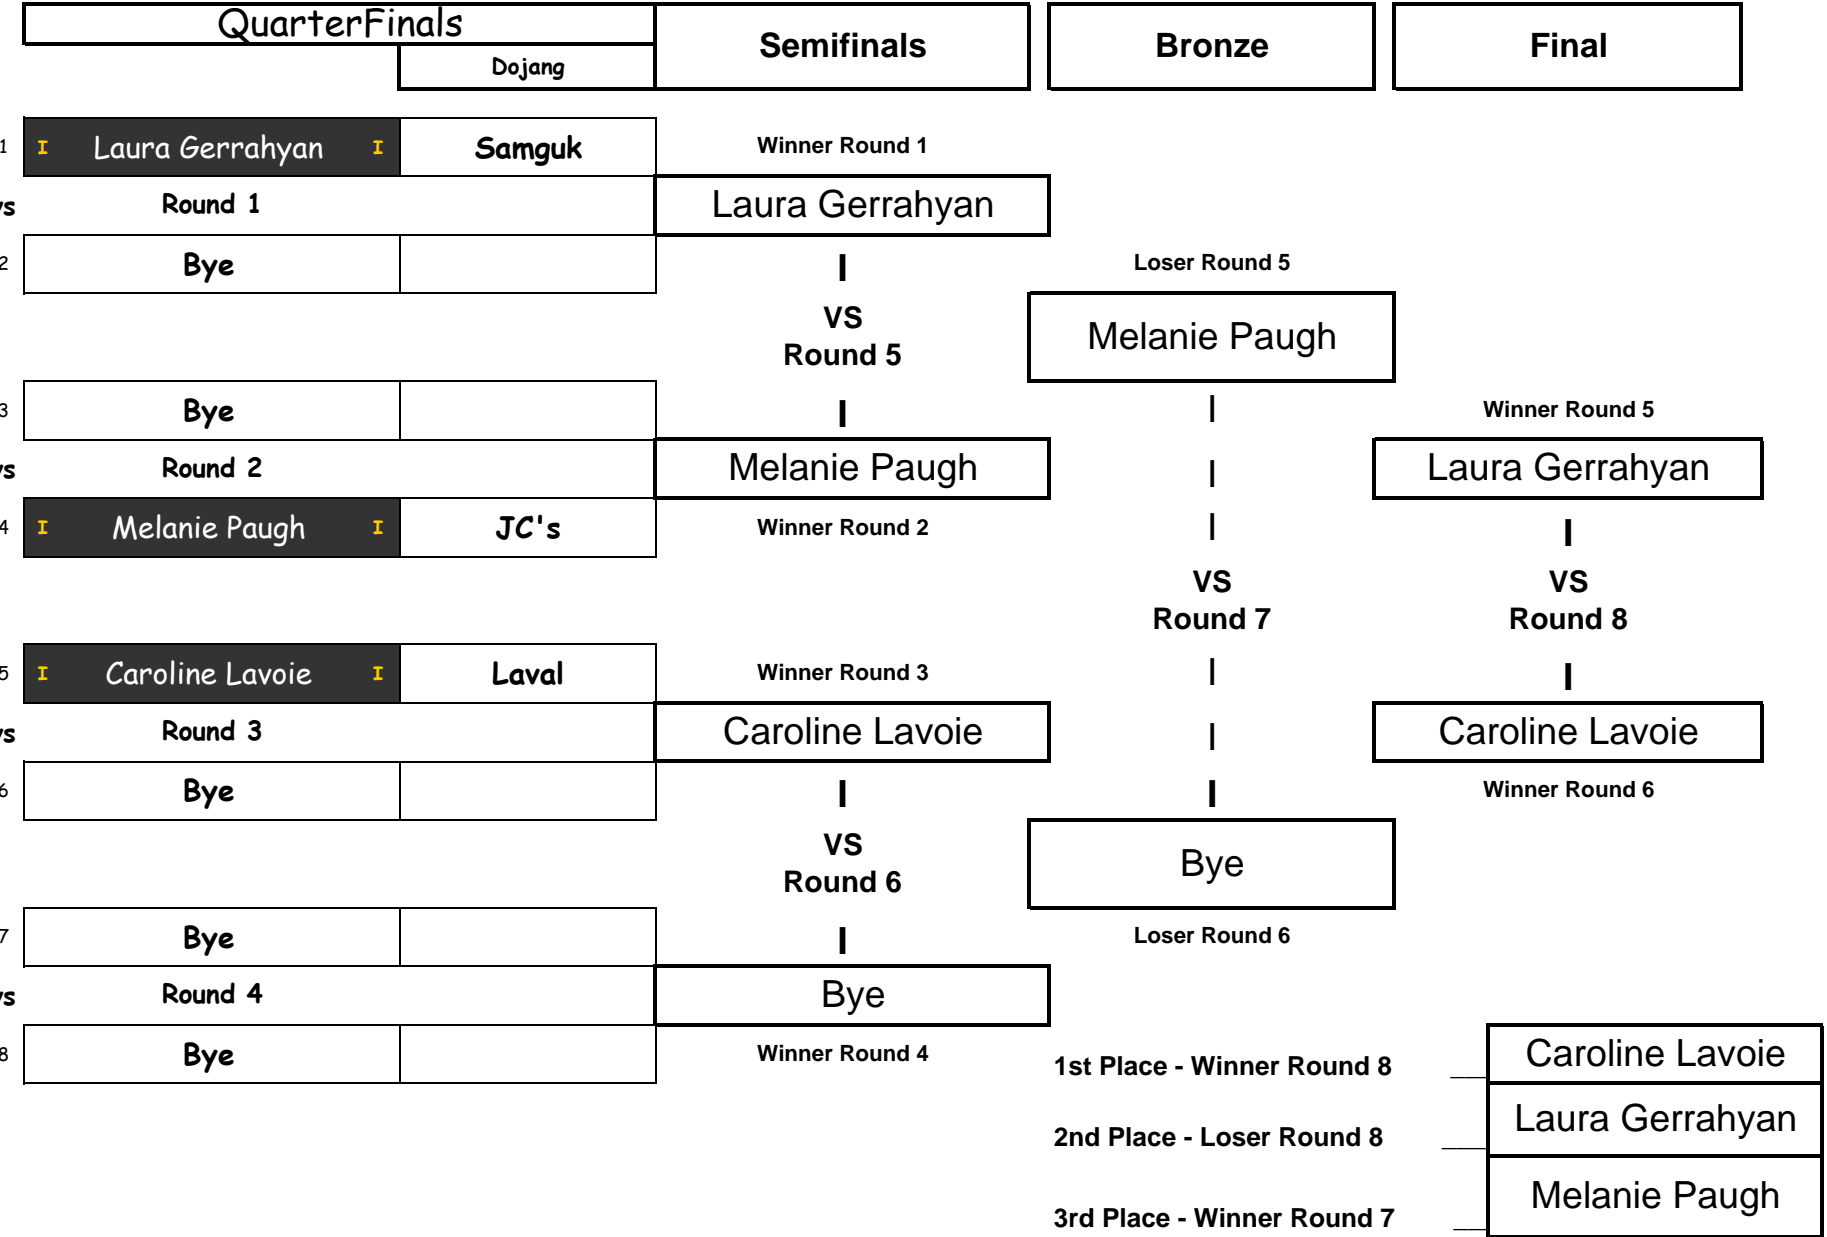 QuarterFinals Semifinals Bronze Final
Dojang
1 I Laura Gerrahyan I Samguk Winner Round 1
vs Round 1 Laura Gerrahyan
2 Bye I Loser Round 5
VS Melanie Paugh
Round 5
3 Bye I I Winner Round 5
vs Round 2 Melanie Paugh I Laura Gerrahyan
4 I Melanie Paugh I JC's Winner Round 2 I I
VS VS
Round 7 Round 8
5 I Caroline Lavoie I Laval Winner Round 3 I I
vs Round 3 Caroline Lavoie I Caroline Lavoie
6 Bye I I Winner Round 6
VS Bye
Round 6
7 Bye I Loser Round 6
vs Round 4 Bye
8 Bye Winner Round 4
1st Place - Winner Round 8 __ Caroline Lavoie
2nd Place - Loser Round 8 __ Laura Gerrahyan
3rd Place - Winner Round 7 __ Melanie Paugh